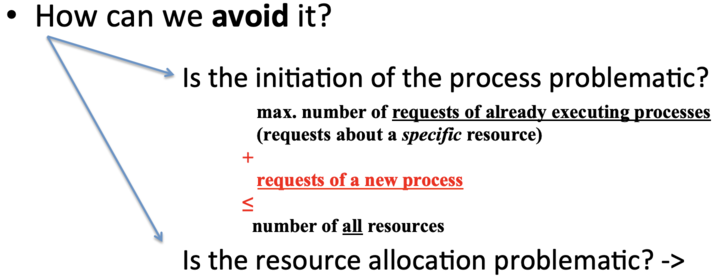 • How can we avoid it?
Is the initiation of the process problematic?
max. number of requests of already executing processes
(requests about a specific resource)
+
requests of a new process
≤
number of all resources
Is the resource allocation problematic? ->